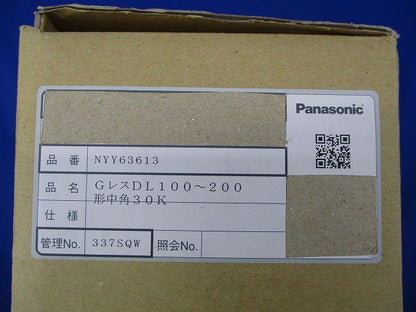 Panasonic
品 番 NYY63613
品 名 GレスDL100～200
形中角30K
仕 様
管理No. 337SQW 照会No.